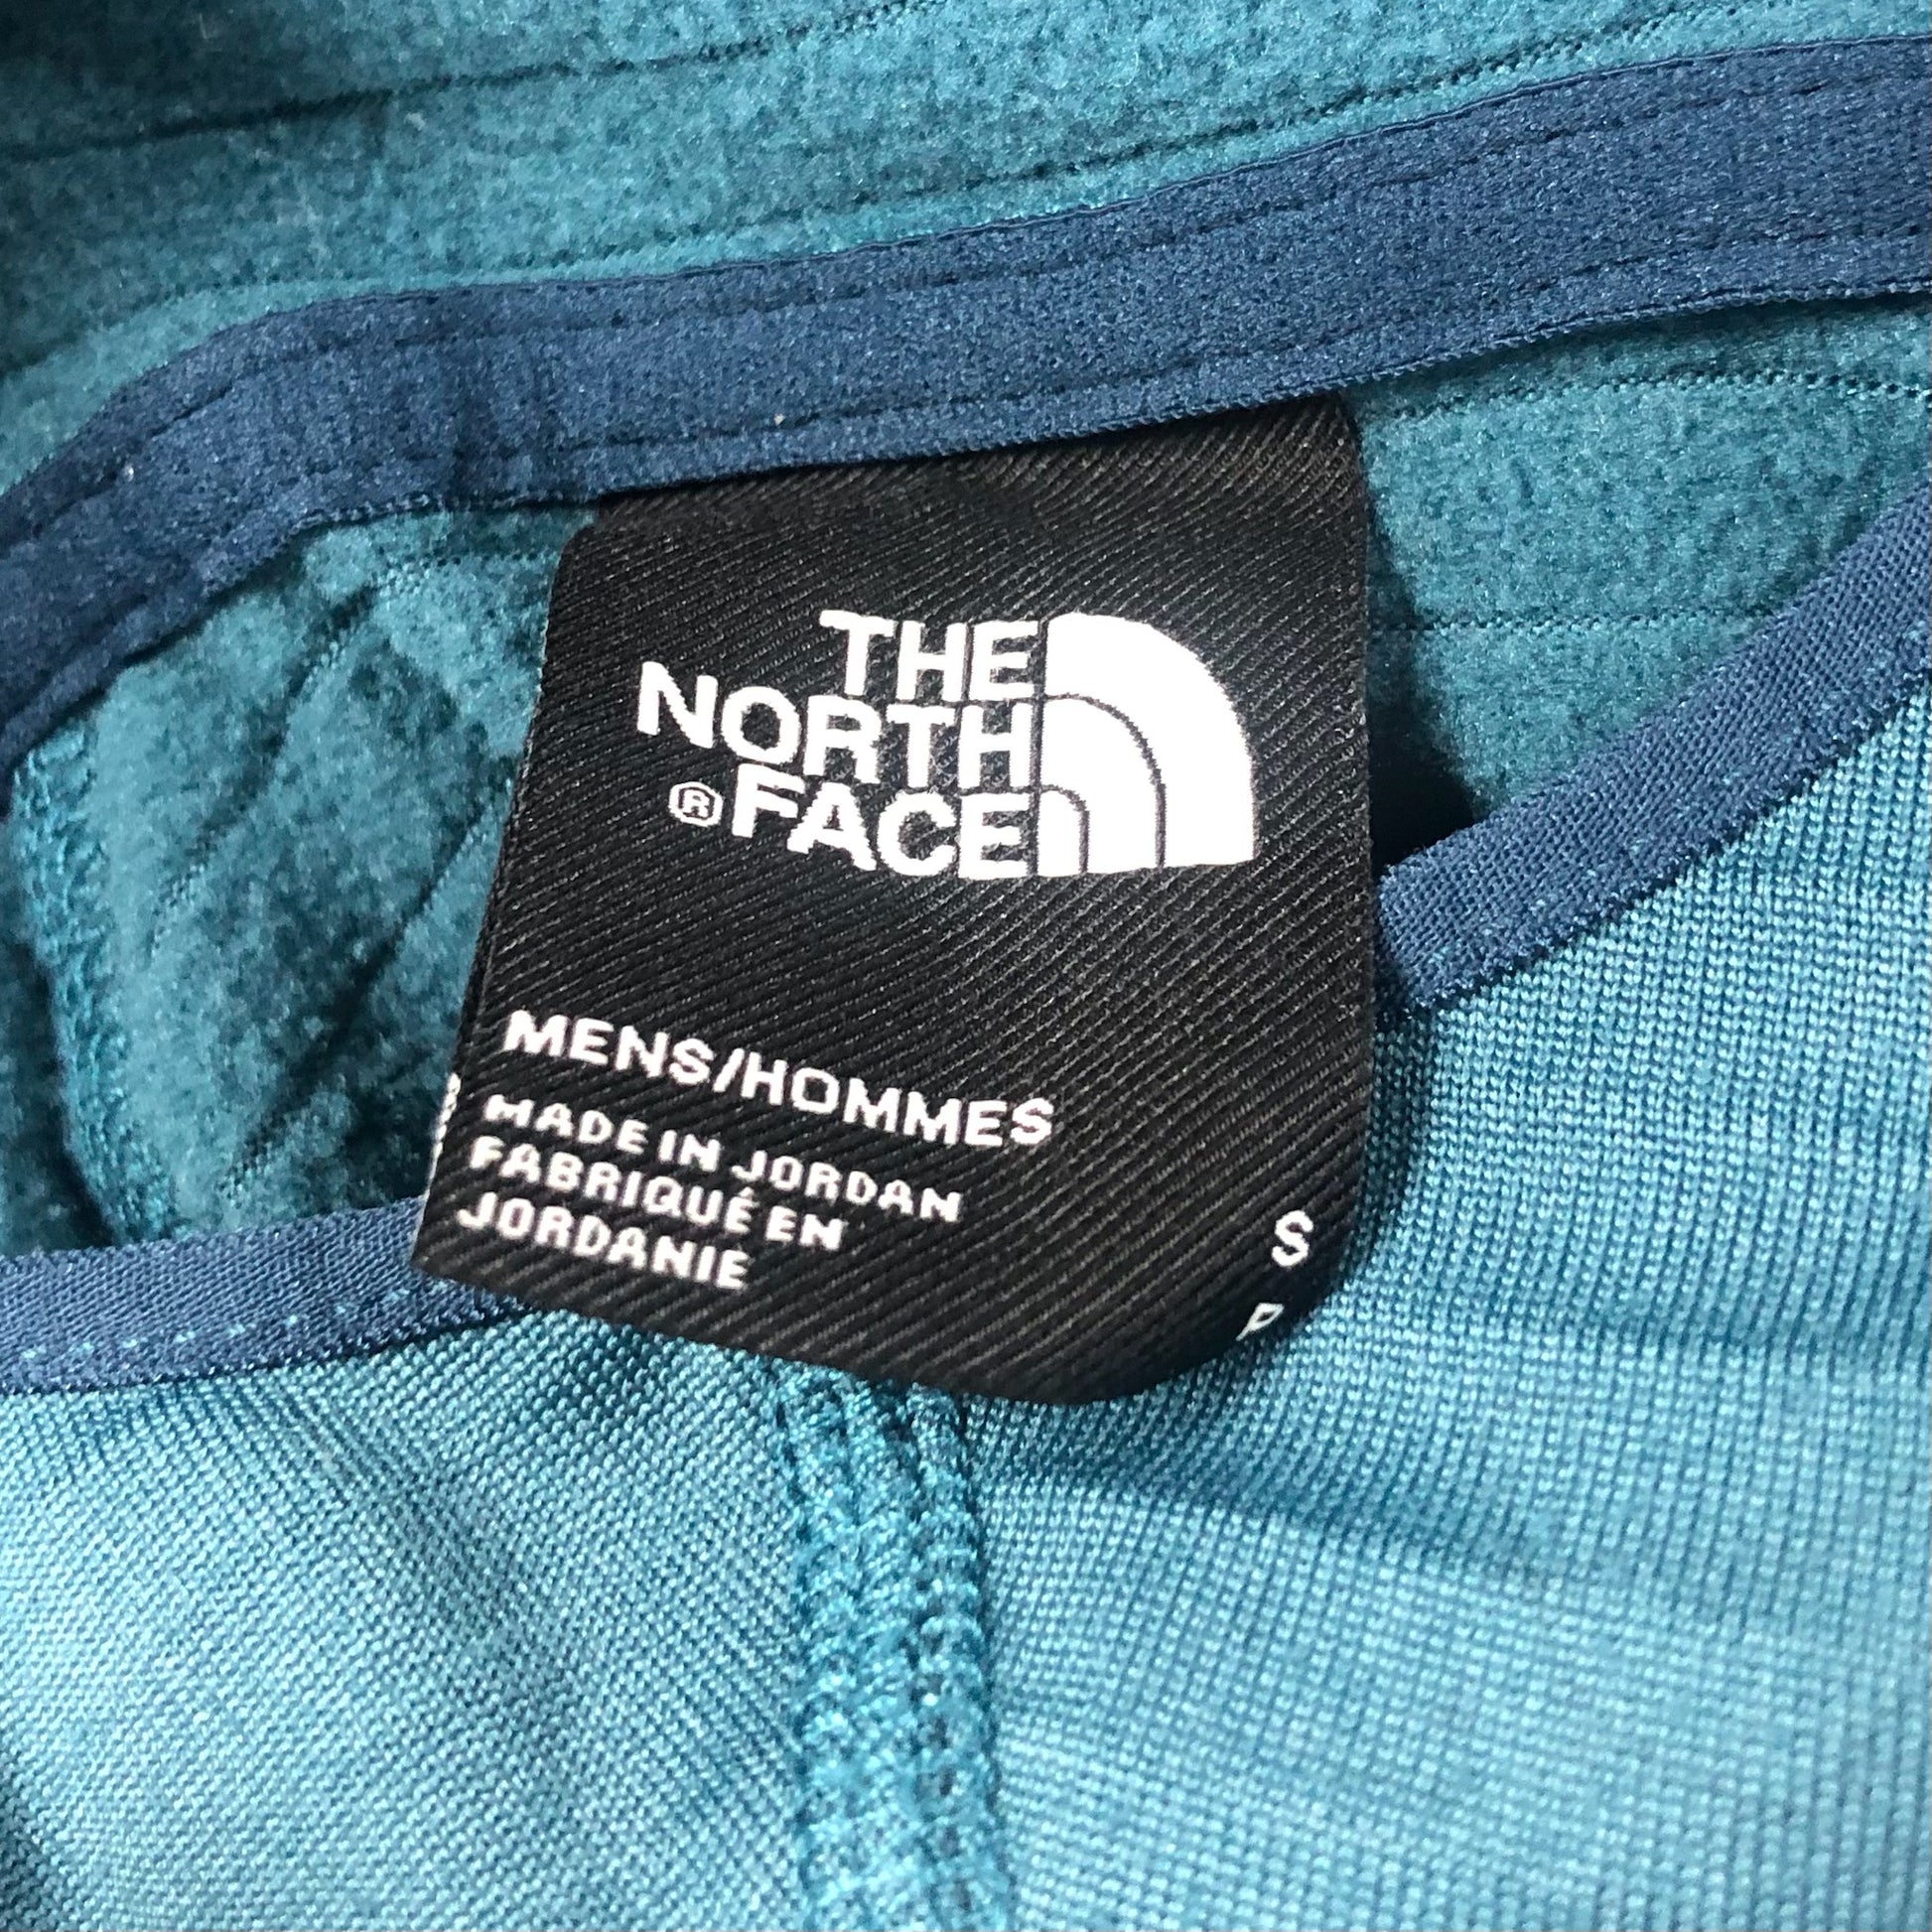 THE
NORTH
® FACE
MENS/HOMMES
MADE IN JORDAN
FABRIQUÉ EN
JORDANIE
S
P